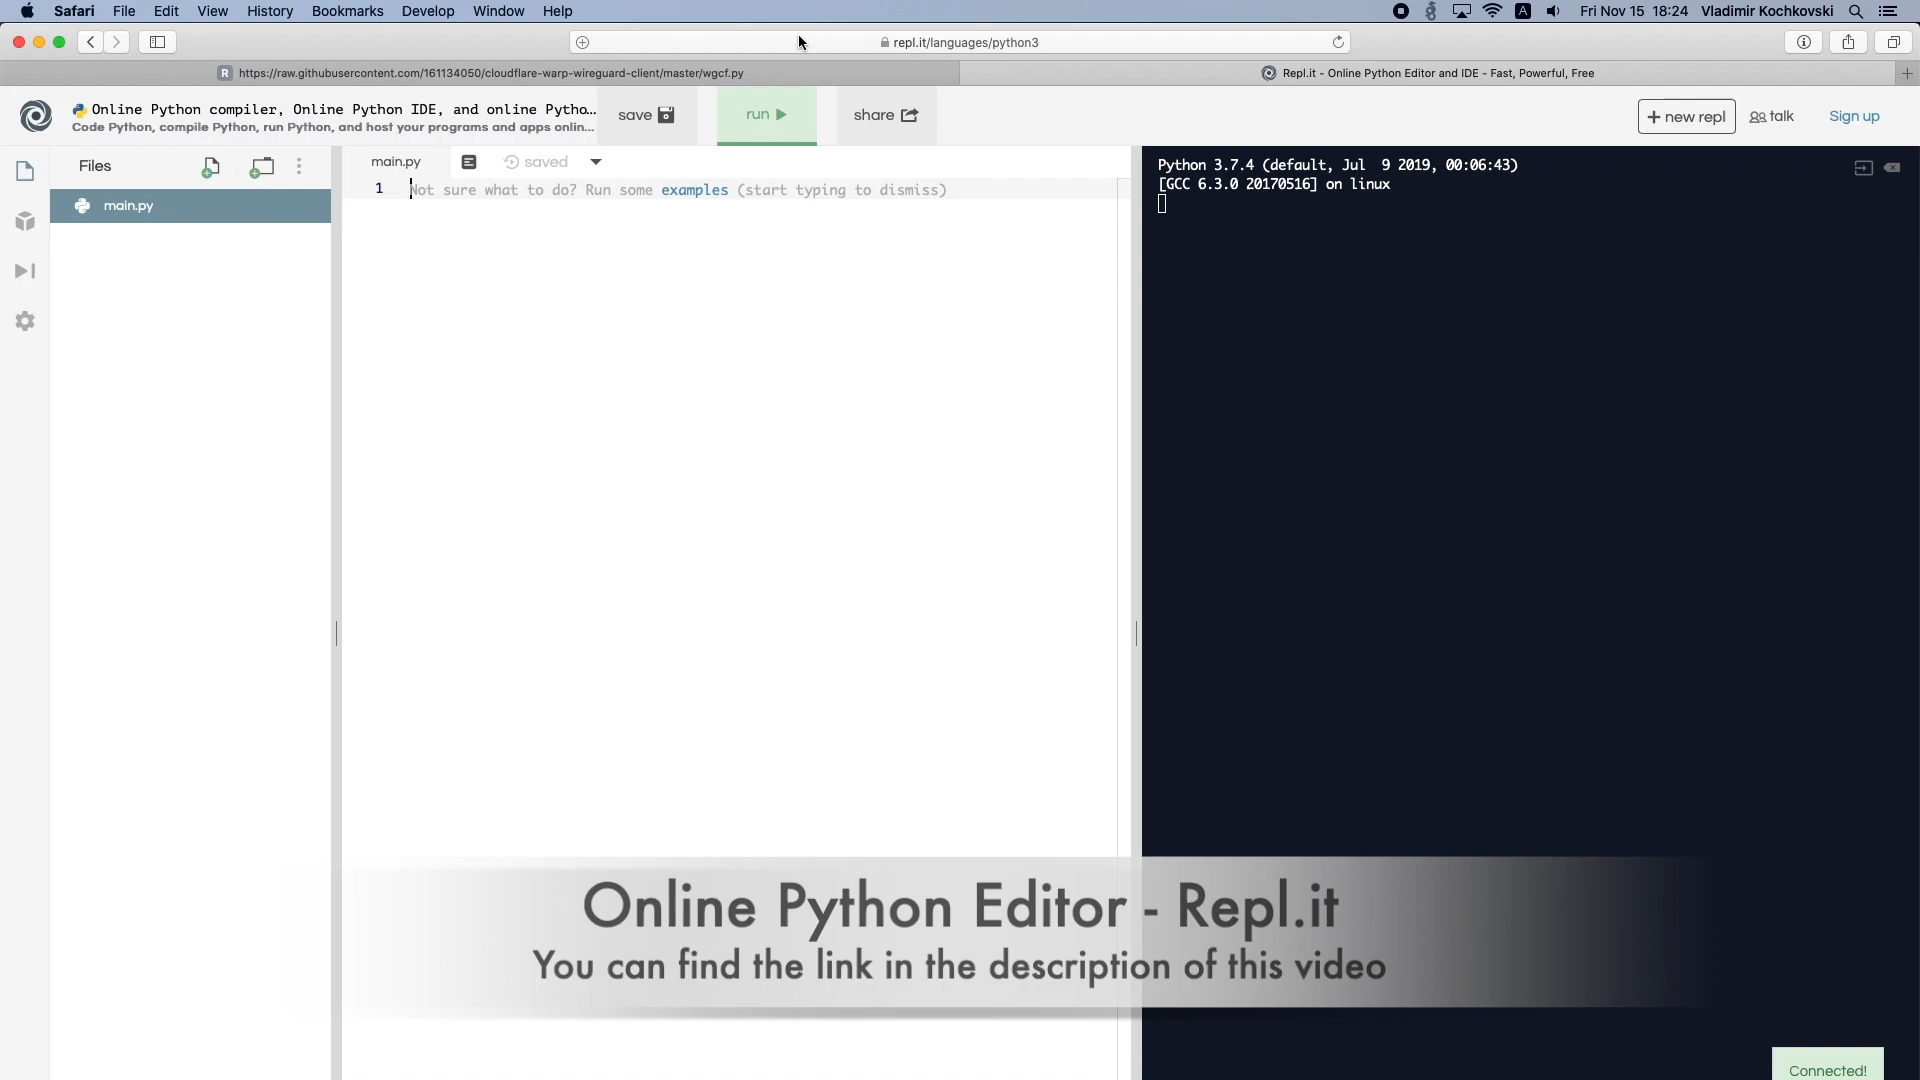 Safari File Edit View History Bookmarks Develop Window Help A Fri Nov 15 18:24 Vladimir Kochkovski
repl.it/languages/python3
R https://raw.githubusercontent.com/161134050/cloudflare-warp-wireguard-client/master/wgcf.py
Repl.it - Online Python Editor and IDE - Fast, Powerful, Free
Online Python compiler, Online Python IDE, and online Pytho...
Code Python, compile Python, run Python, and host your programs and apps onlin...
save
run
share
+ new repl
talk
Sign up
Files
main.py
main.py
saved
1 Not sure what to do? Run some examples (start typing to dismiss)
Python 3.7.4 (default, Jul 9 2019, 00:06:43)
[GCC 6.3.0 20170516] on linux
Online Python Editor - Repl.it
You can find the link in the description of this video
Connected!